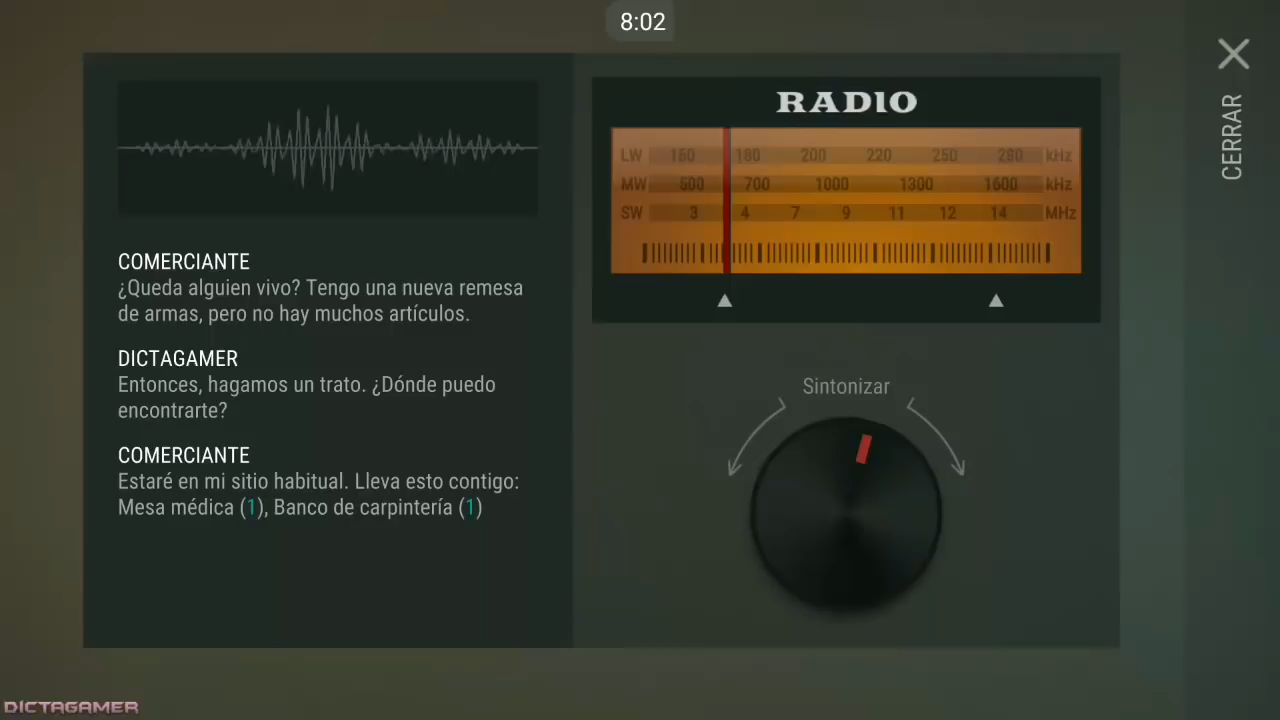 8:02
CERRAR
COMERCIANTE
¿Queda alguien vivo? Tengo una nueva remesa
de armas, pero no hay muchos artículos.
DICTAGAMER
Entonces, hagamos un trato. ¿Dónde puedo
encontrarte?
COMERCIANTE
Estaré en mi sitio habitual. Lleva esto contigo:
Mesa médica (1), Banco de carpintería (1)
RADIO
LW 150 180 200 220 250 280 kHz
MW 500 700 1000 1300 1600 kHz
SW 3 4 7 9 11 12 14 MHz
Sintonizar
DICTAGAMER